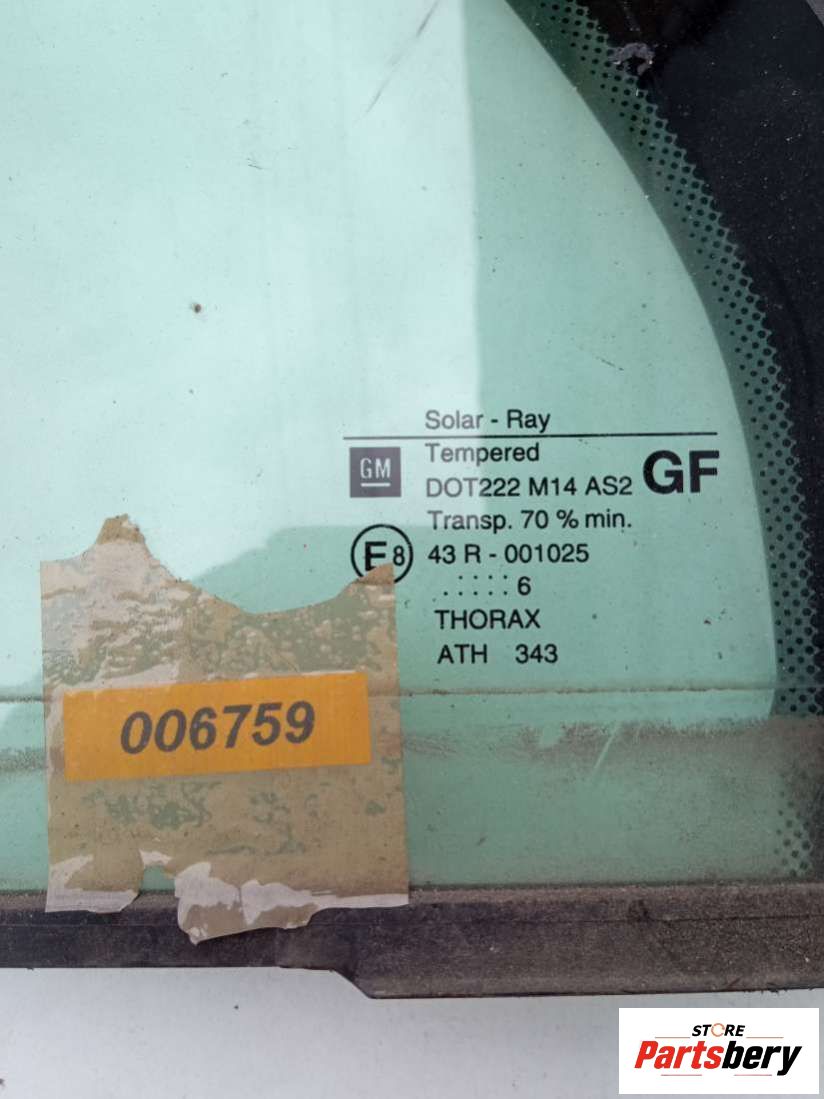 Solar - Ray
GM
Tempered
DOT222 M14 AS2
GF
Transp. 70 % min.
E8
43 R - 001025
. : : : : 6
THORAX
ATH 343
006759
STORE
Partsbery